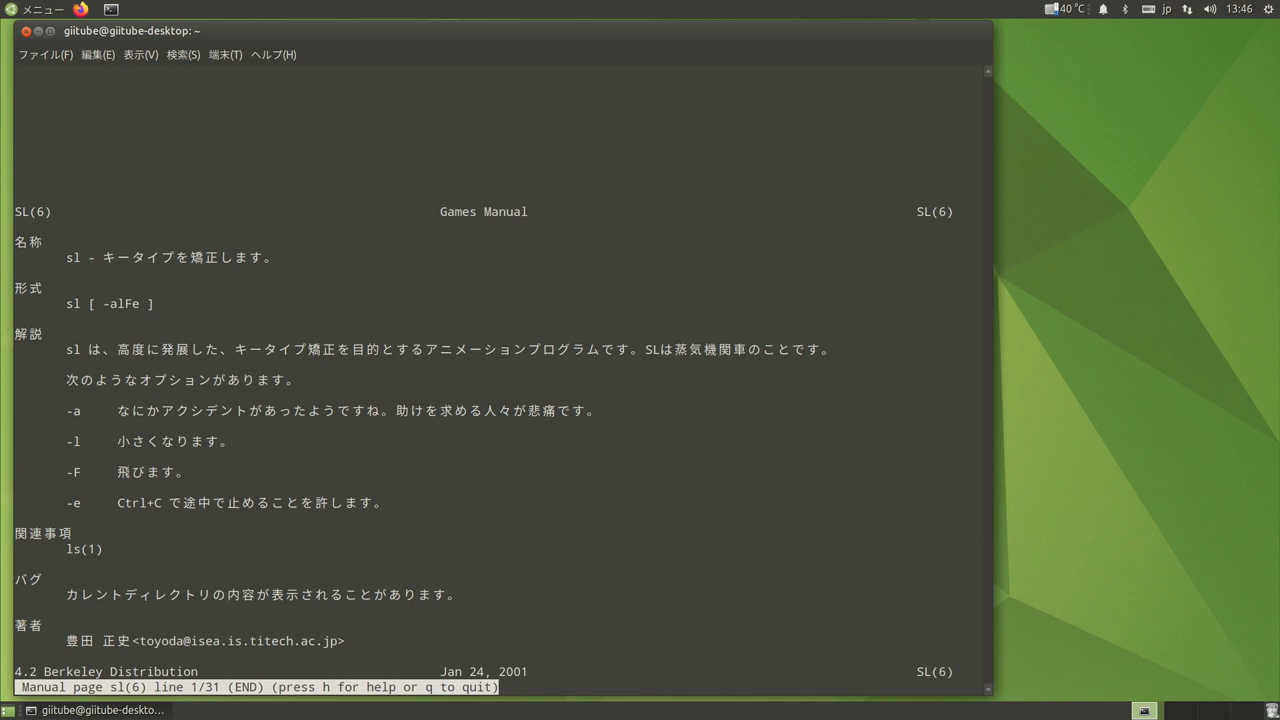 メニュー 40 ℃ jp 13:46
giitube@giitube-desktop: ~
ファイル(F) 編集(E) 表示(V) 検索(S) 端末(T) ヘルプ(H)
SL(6) Games Manual SL(6)
名称
sl - キータイプを矯正します。
形式
sl [ -alFe ]
解説
sl は、高度に発展した、キータイプ矯正を目的とするアニメーションプログラムです。SLは蒸気機関車のことです。
次のようなオプションがあります。
-a なにかアクシデントがあったようですね。助けを求める人々が悲痛です。
-l 小さくなります。
-F 飛びます。
-e Ctrl+C で途中で止めることを許します。
関連事項
ls(1)
バグ
カレントディレクトリの内容が表示されることがあります。
著者
豊田 正史<toyoda@isea.is.titech.ac.jp>
4.2 Berkeley Distribution Jan 24, 2001 SL(6)
Manual page sl(6) line 1/31 (END) (press h for help or q to quit)
giitube@giitube-deskto...